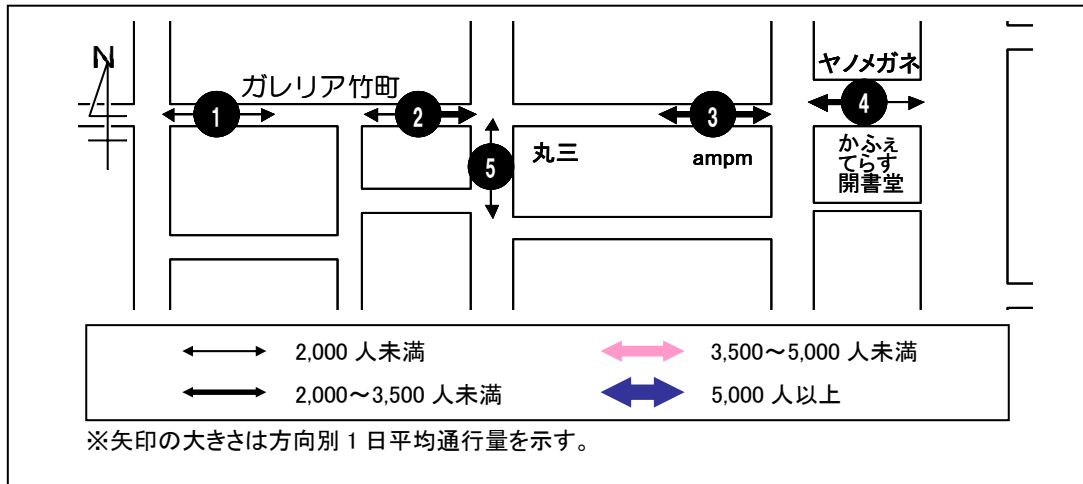 N
ガレリア竹町
ヤノメガネ
1
2
3
4
5
丸三
ampm
かふぇ
てらす
開書堂
2,000 人未満
3,500～5,000 人未満
2,000～3,500 人未満
5,000 人以上
※矢印の大きさは方向別 1 日平均通行量を示す。